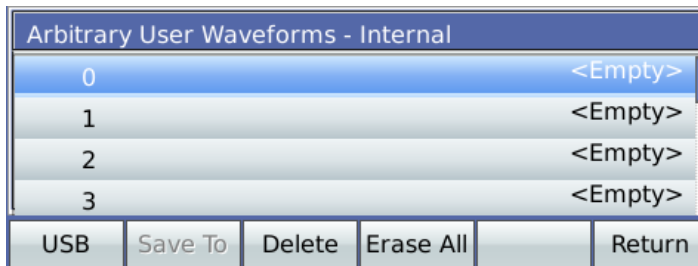 Arbitrary User Waveforms - Internal
0 <Empty>
1 <Empty>
2 <Empty>
3 <Empty>
USB Save To Delete Erase All Return